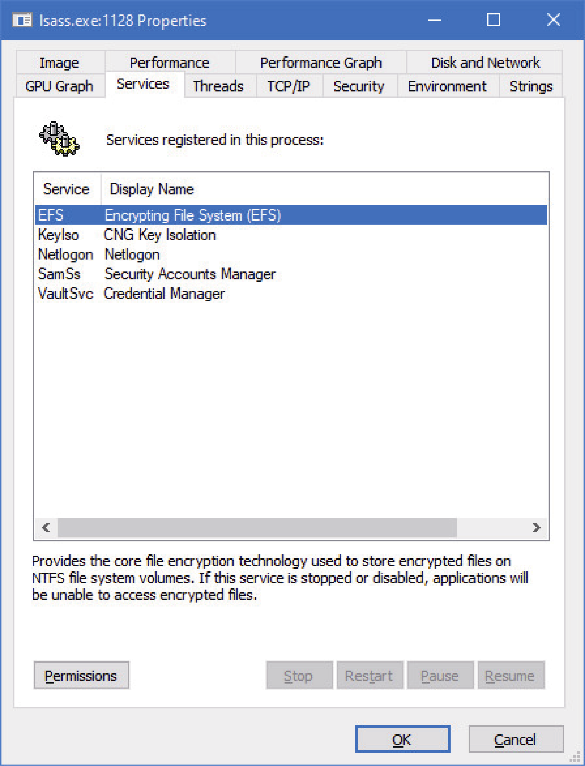 lsass.exe:1128 Properties
Image Performance Performance Graph Disk and Network
GPU Graph Services Threads TCP/IP Security Environment Strings
Services registered in this process:
Service Display Name
EFS Encrypting File System (EFS)
KeyIso CNG Key Isolation
Netlogon Netlogon
SamSs Security Accounts Manager
VaultSvc Credential Manager
Provides the core file encryption technology used to store encrypted files on
NTFS file system volumes. If this service is stopped or disabled, applications will
be unable to access encrypted files.
Permissions Stop Restart Pause Resume
OK Cancel